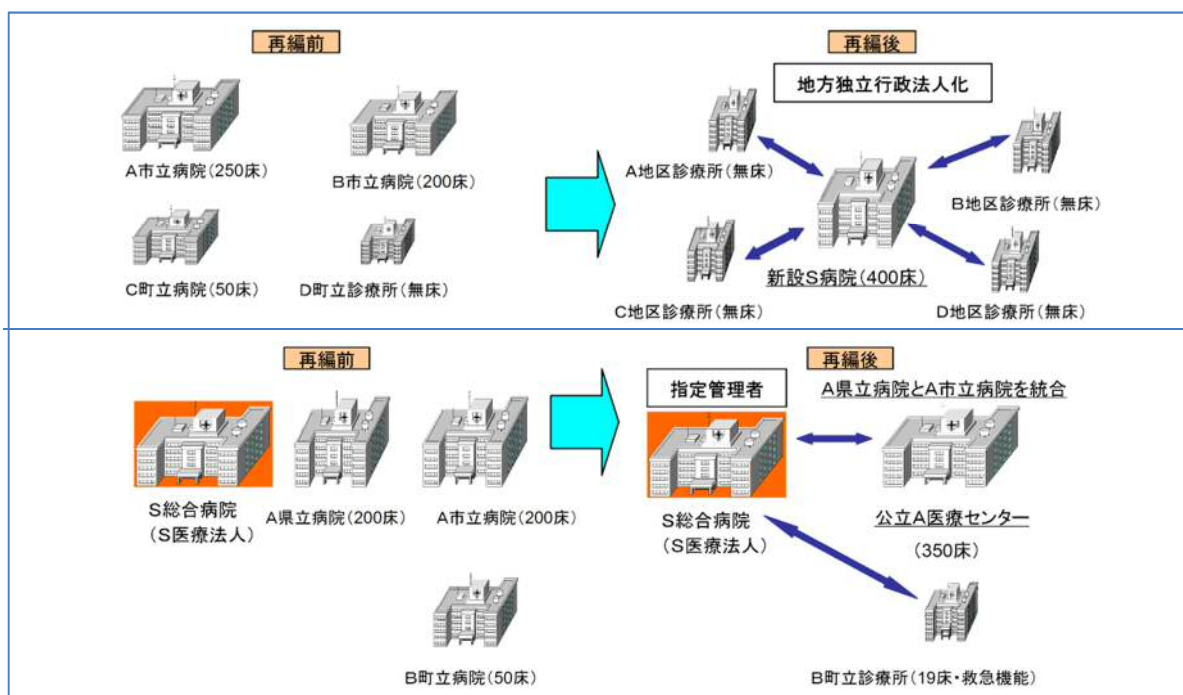 再編前
A市立病院(250床)
B市立病院(200床)
C町立病院(50床)
D町立診療所(無床)
再編後
地方独立行政法人化
A地区診療所(無床)
B地区診療所(無床)
新設S病院(400床)
C地区診療所(無床)
D地区診療所(無床)
再編前
S総合病院
(S医療法人)
A県立病院(200床)
A市立病院(200床)
B町立病院(50床)
再編後
指定管理者
A県立病院とA市立病院を統合
S総合病院
(S医療法人)
公立A医療センター
(350床)
B町立診療所(19床・救急機能)